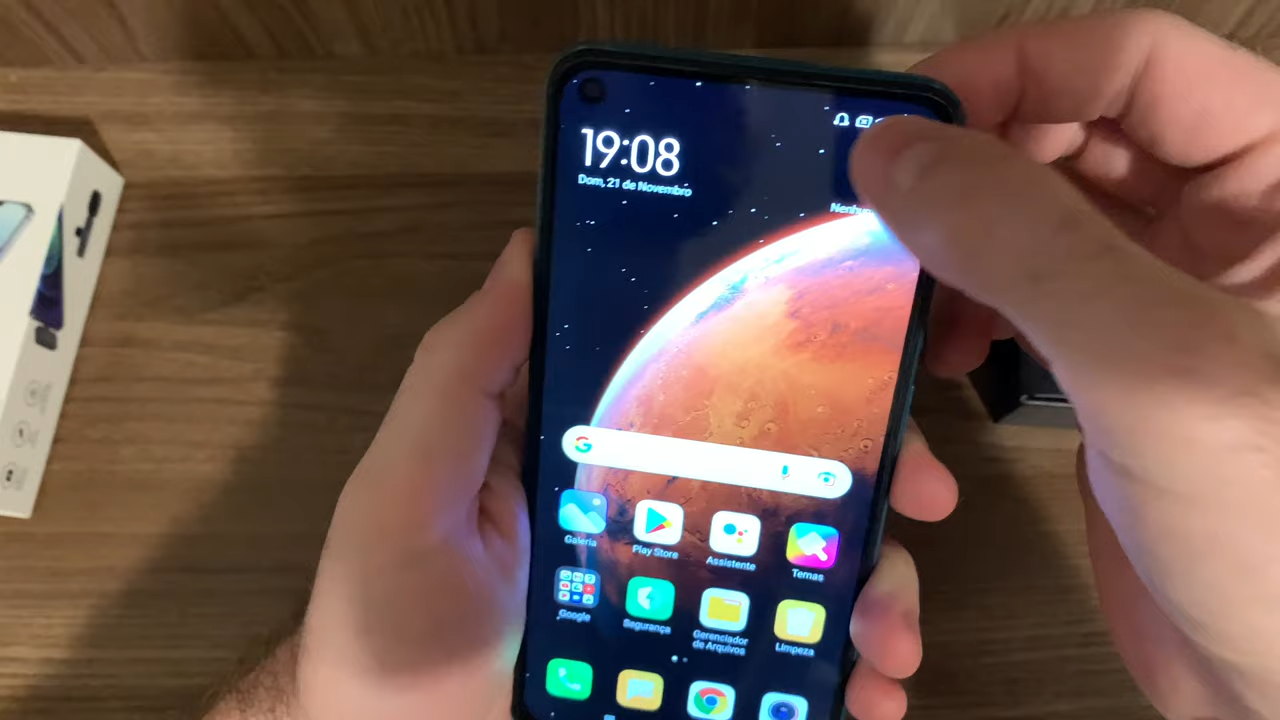 19:08
Dom, 21 de Novembro
G
Galeria
Play Store
Assistente
Temas
Google
Segurança
Gerenciador
de Arquivos
Limpeza